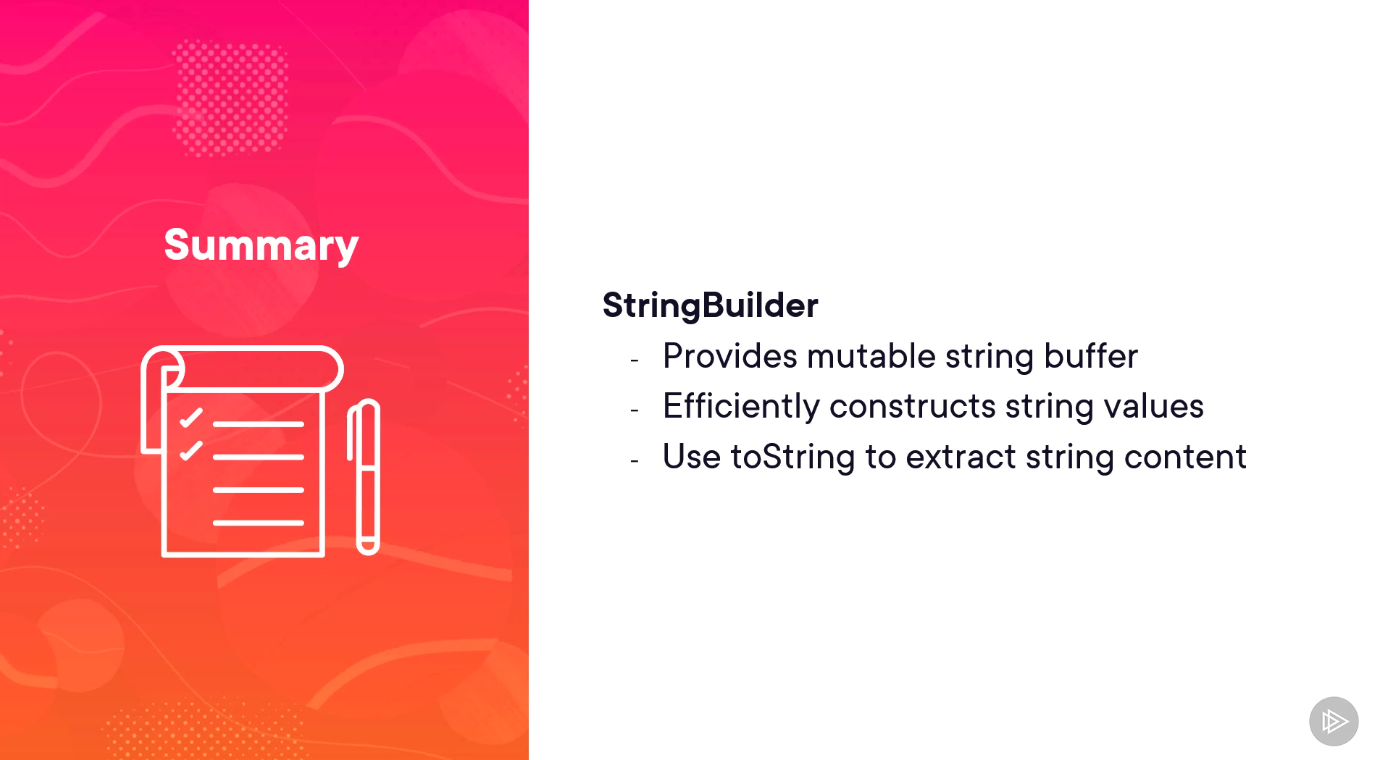 Summary
StringBuilder
- Provides mutable string buffer
- Efficiently constructs string values
- Use toString to extract string content